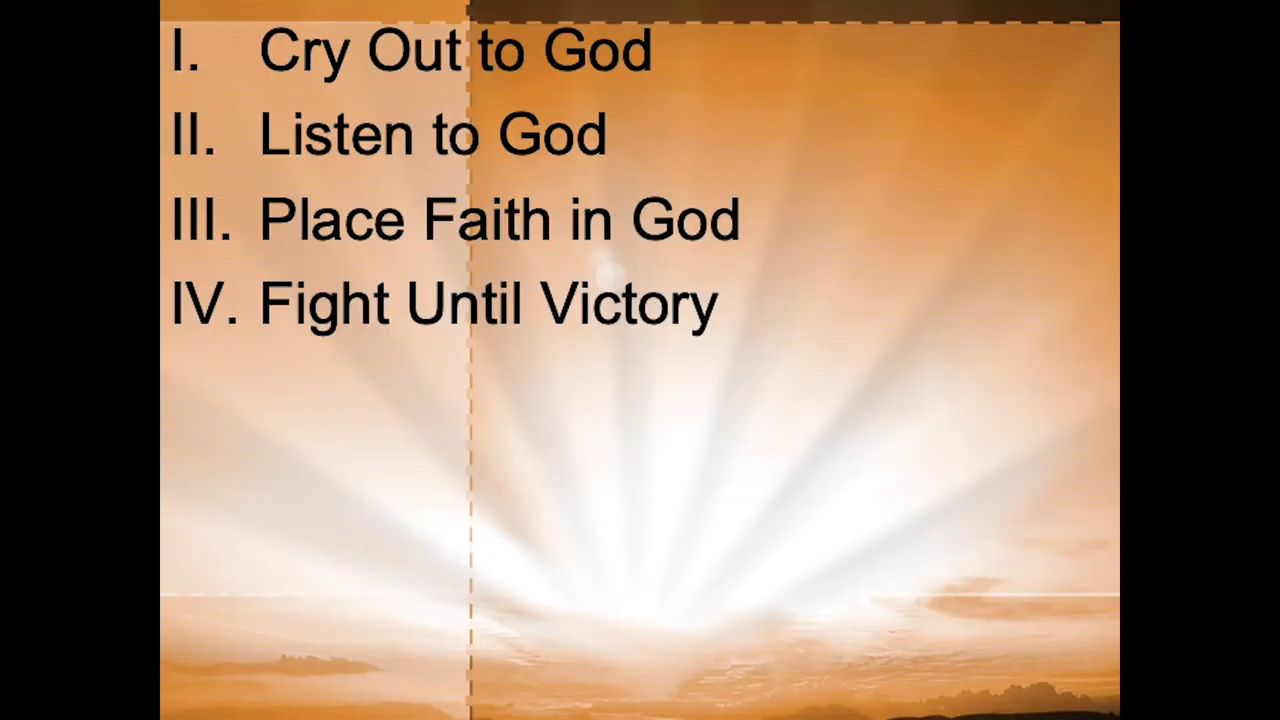 I. Cry Out to God
II. Listen to God
III. Place Faith in God
IV. Fight Until Victory